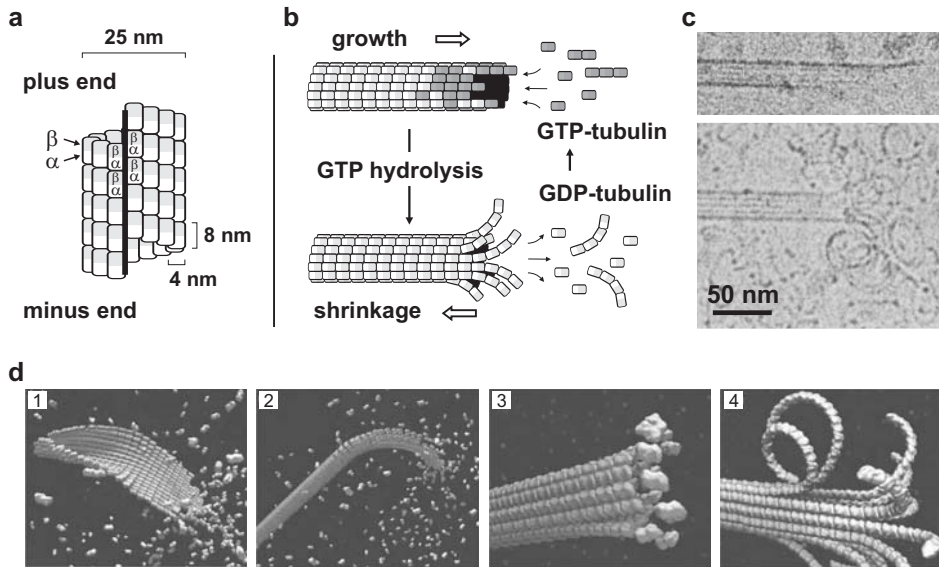 a
25 nm
plus end
β
α
β
α
β
α
β
α
β
α
8 nm
4 nm
minus end
b
growth
GTP-tubulin
GTP hydrolysis
GDP-tubulin
shrinkage
c
50 nm
d
1
2
3
4